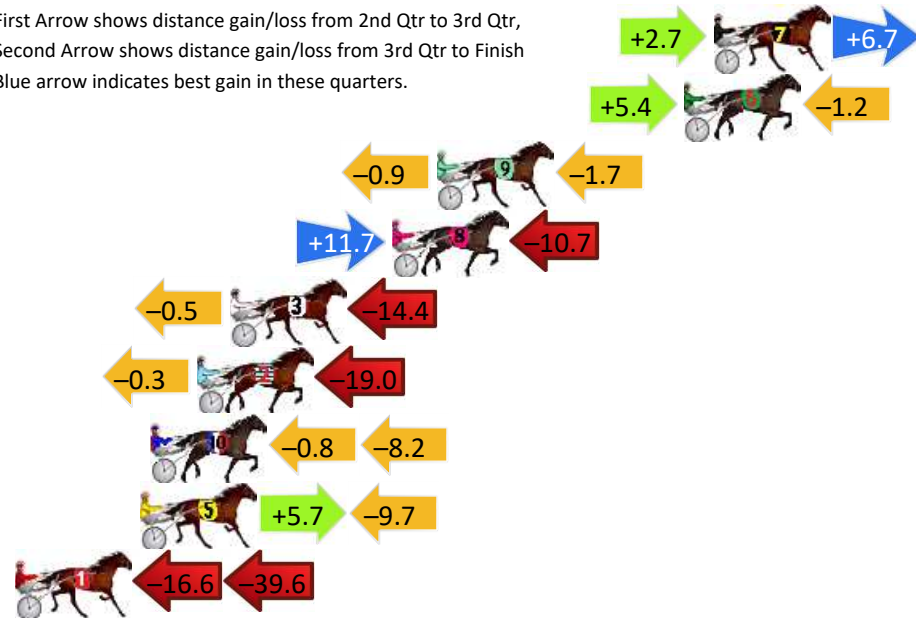 First Arrow shows distance gain/loss from 2nd Qtr to 3rd Qtr,
Second Arrow shows distance gain/loss from 3rd Qtr to Finish
Blue arrow indicates best gain in these quarters.
+2.7 7 +6.7
+5.4 –1.2
–0.9 9 –1.7
+11.7 8 –10.7
–0.5 3 –14.4
–0.3 2 –19.0
10 –0.8 –8.2
5 +5.7 –9.7
1 –16.6 –39.6